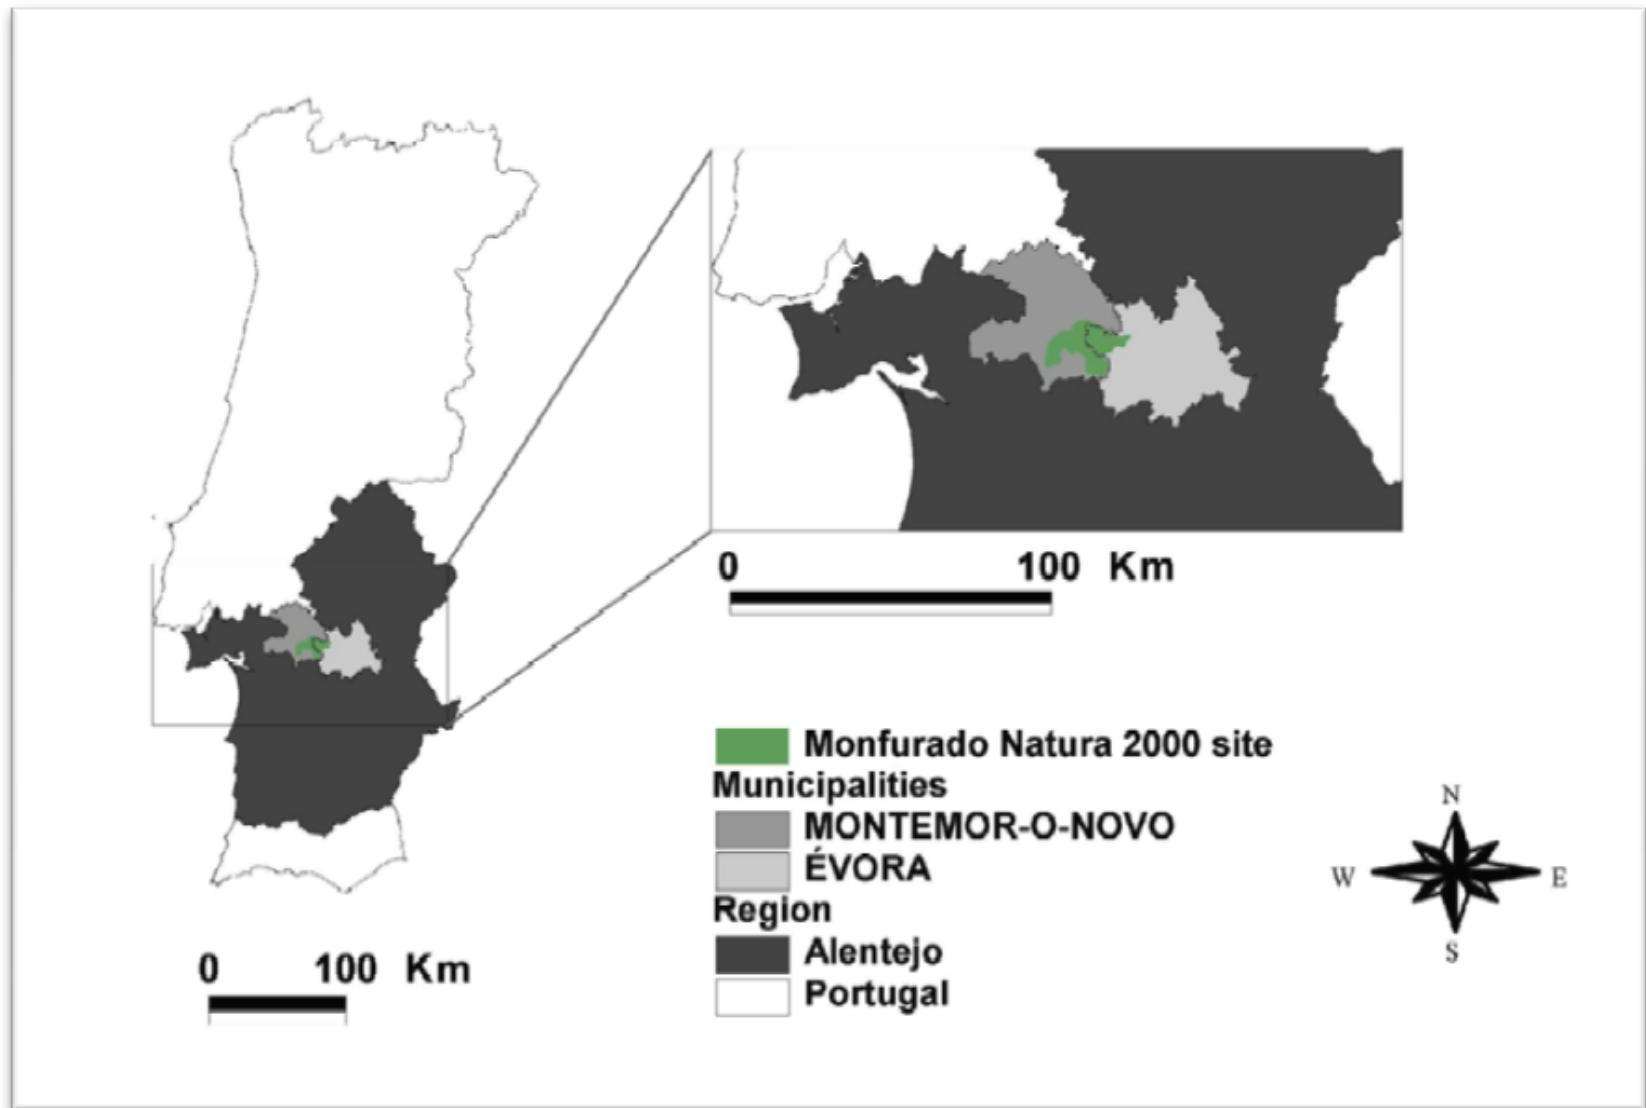 0 100 Km
Monfurado Natura 2000 site
Municipalities
MONTEMOR-O-NOVO
ÉVORA
Region
Alentejo
Portugal
0 100 Km
N
W E
S